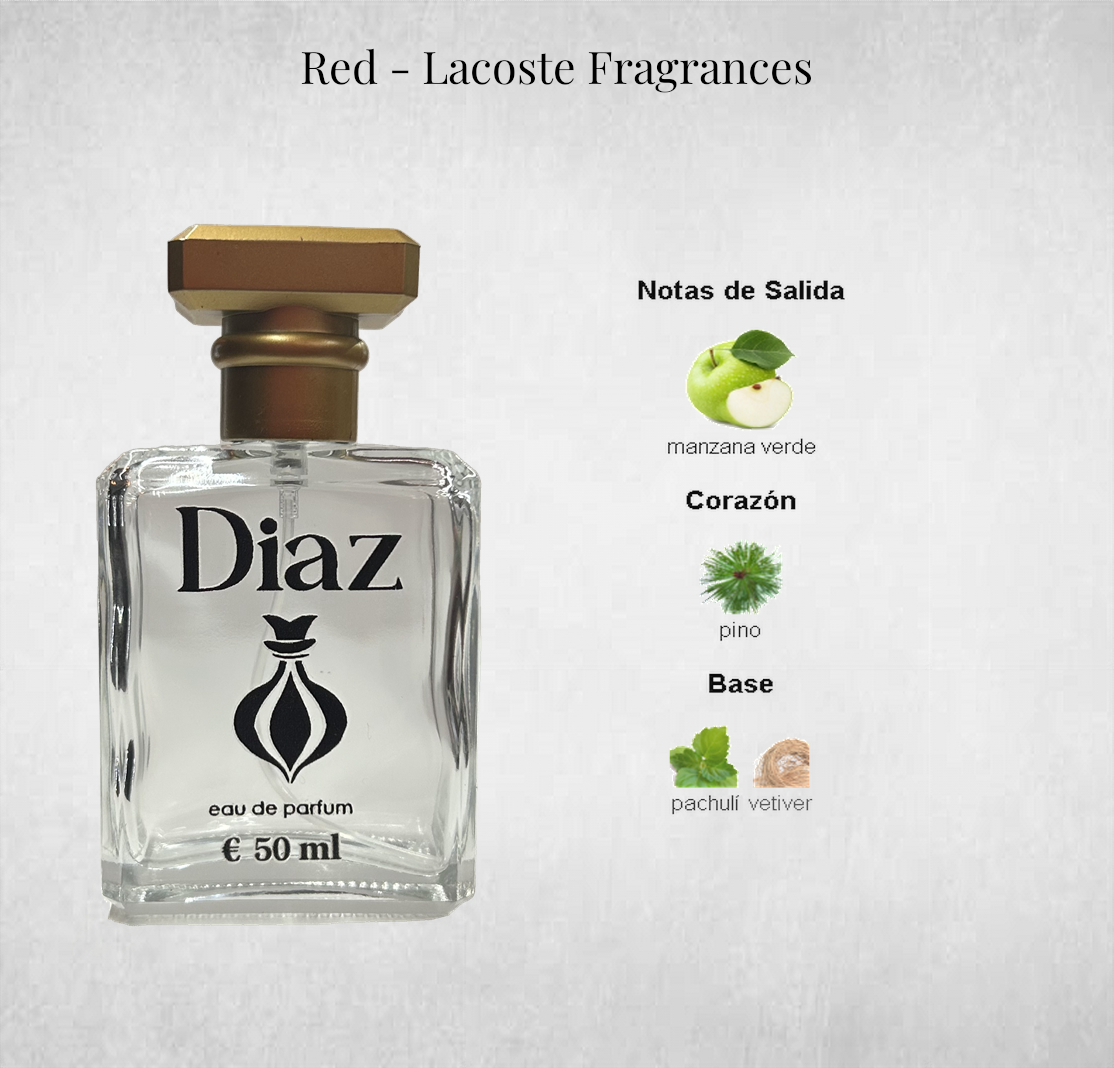 Red - Lacoste Fragrances
Diaz
eau de parfum
€ 50 ml
Notas de Salida
manzana verde
Corazón
pino
Base
pachulí vetiver